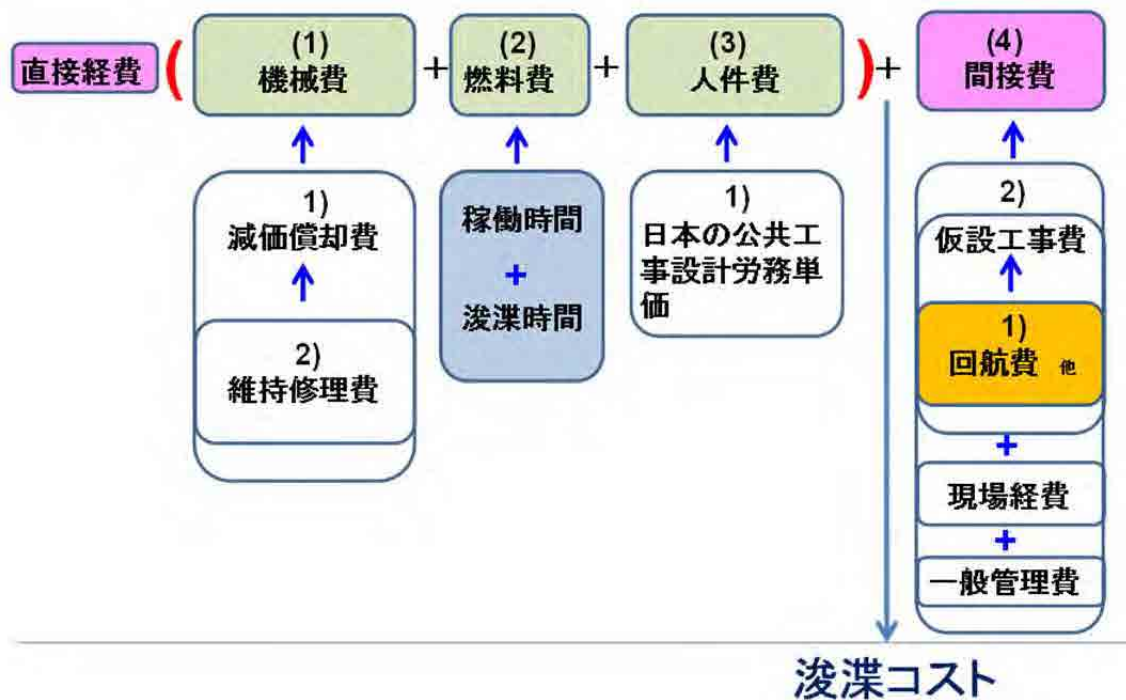 直接経費
(
(1)
機械費
+
(2)
燃料費
+
(3)
人件費
)
+
(4)
間接費
1)
減価償却費
2)
維持修理費
稼働時間
+
浚渫時間
1)
日本の公共工
事設計労務単
価
2)
仮設工事費
1)
回航費 他
+
現場経費
+
一般管理費
浚渫コスト